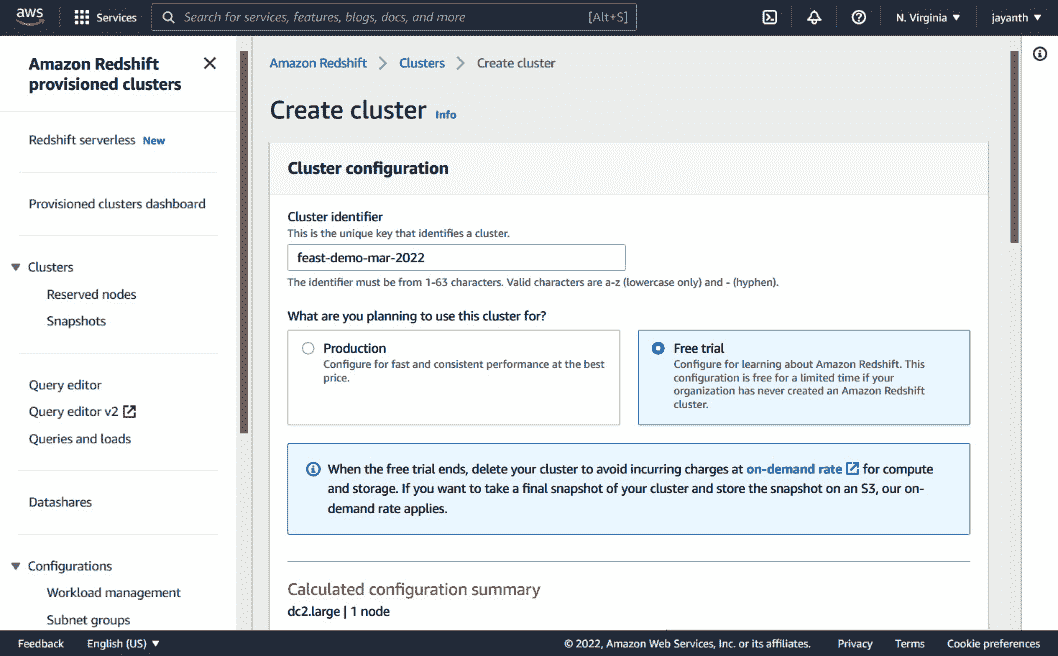 aws
Services
Search for services, features, blogs, docs, and more
[Alt+S]
N. Virginia ▼
jayanth ▼
Amazon Redshift
provisioned clusters
Redshift serverless New
Provisioned clusters dashboard
Clusters
Reserved nodes
Snapshots
Query editor
Query editor v2
Queries and loads
Datashares
Configurations
Workload management
Subnet groups
Amazon Redshift > Clusters > Create cluster
Create cluster Info
Cluster configuration
Cluster identifier
This is the unique key that identifies a cluster.
feast-demo-mar-2022
The identifier must be from 1-63 characters. Valid characters are a-z (lowercase only) and - (hyphen).
What are you planning to use this cluster for?
Production
Configure for fast and consistent performance at the best
price.
Free trial
Configure for learning about Amazon Redshift. This
configuration is free for a limited time if your
organization has never created an Amazon Redshift
cluster.
When the free trial ends, delete your cluster to avoid incurring charges at on-demand rate for compute
and storage. If you want to take a final snapshot of your cluster and store the snapshot on an S3, our on-
demand rate applies.
Calculated configuration summary
dc2.large | 1 node
Feedback
English (US) ▼
© 2022, Amazon Web Services, Inc. or its affiliates.
Privacy
Terms
Cookie preferences